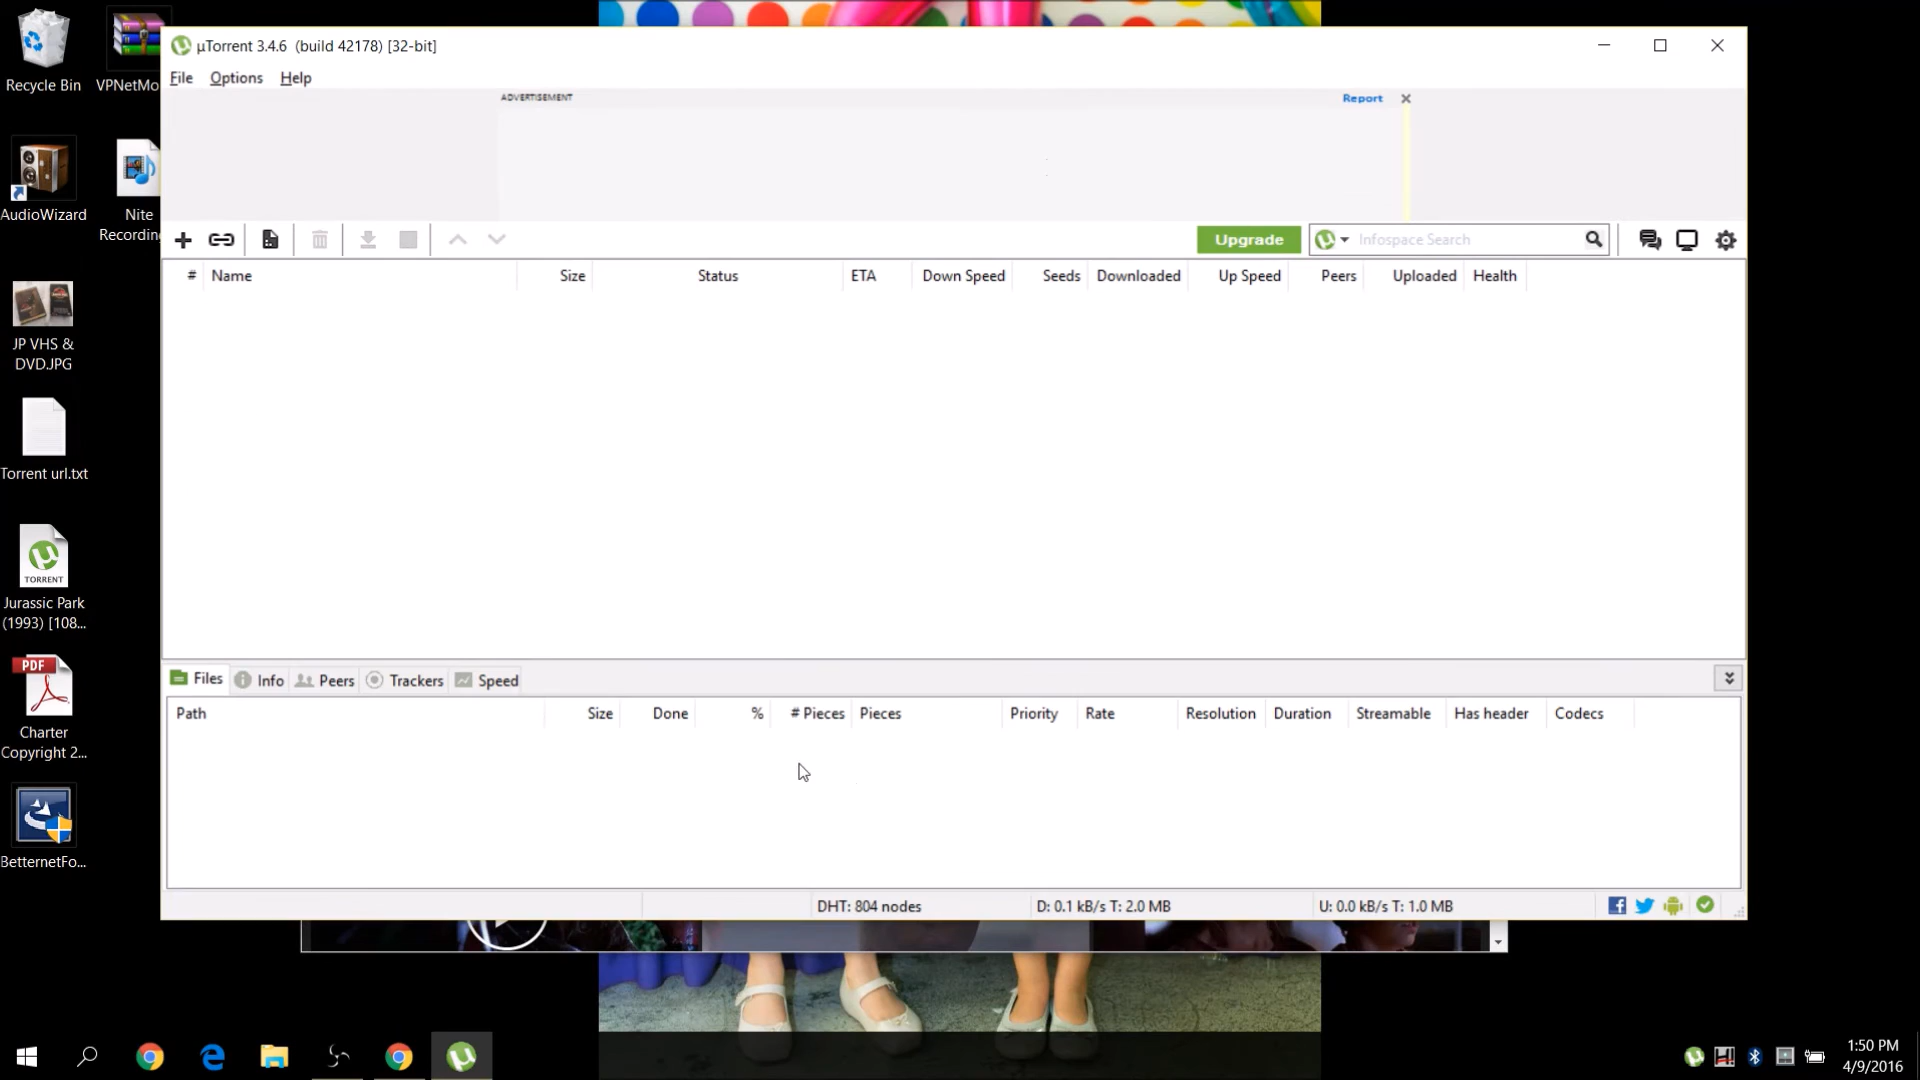 µTorrent 3.4.6 (build 42178) [32-bit]
File Options Help
ADVERTISEMENT
Report
Upgrade
Infospace Search
# Name Size Status ETA Down Speed Seeds Downloaded Up Speed Peers Uploaded Health
Files Info Peers Trackers Speed
Path Size Done % # Pieces Pieces Priority Rate Resolution Duration Streamable Has header Codecs
DHT: 804 nodes D: 0.1 kB/s T: 2.0 MB U: 0.0 kB/s T: 1.0 MB
Recycle Bin
VPNetMo
AudioWizard
Nite
Recordin
JP VHS &
DVD.JPG
Torrent url.txt
TORRENT
Jurassic Park
(1993) [108...
PDF
Charter
Copyright 2...
BetternetFo...
1:50 PM
4/9/2016